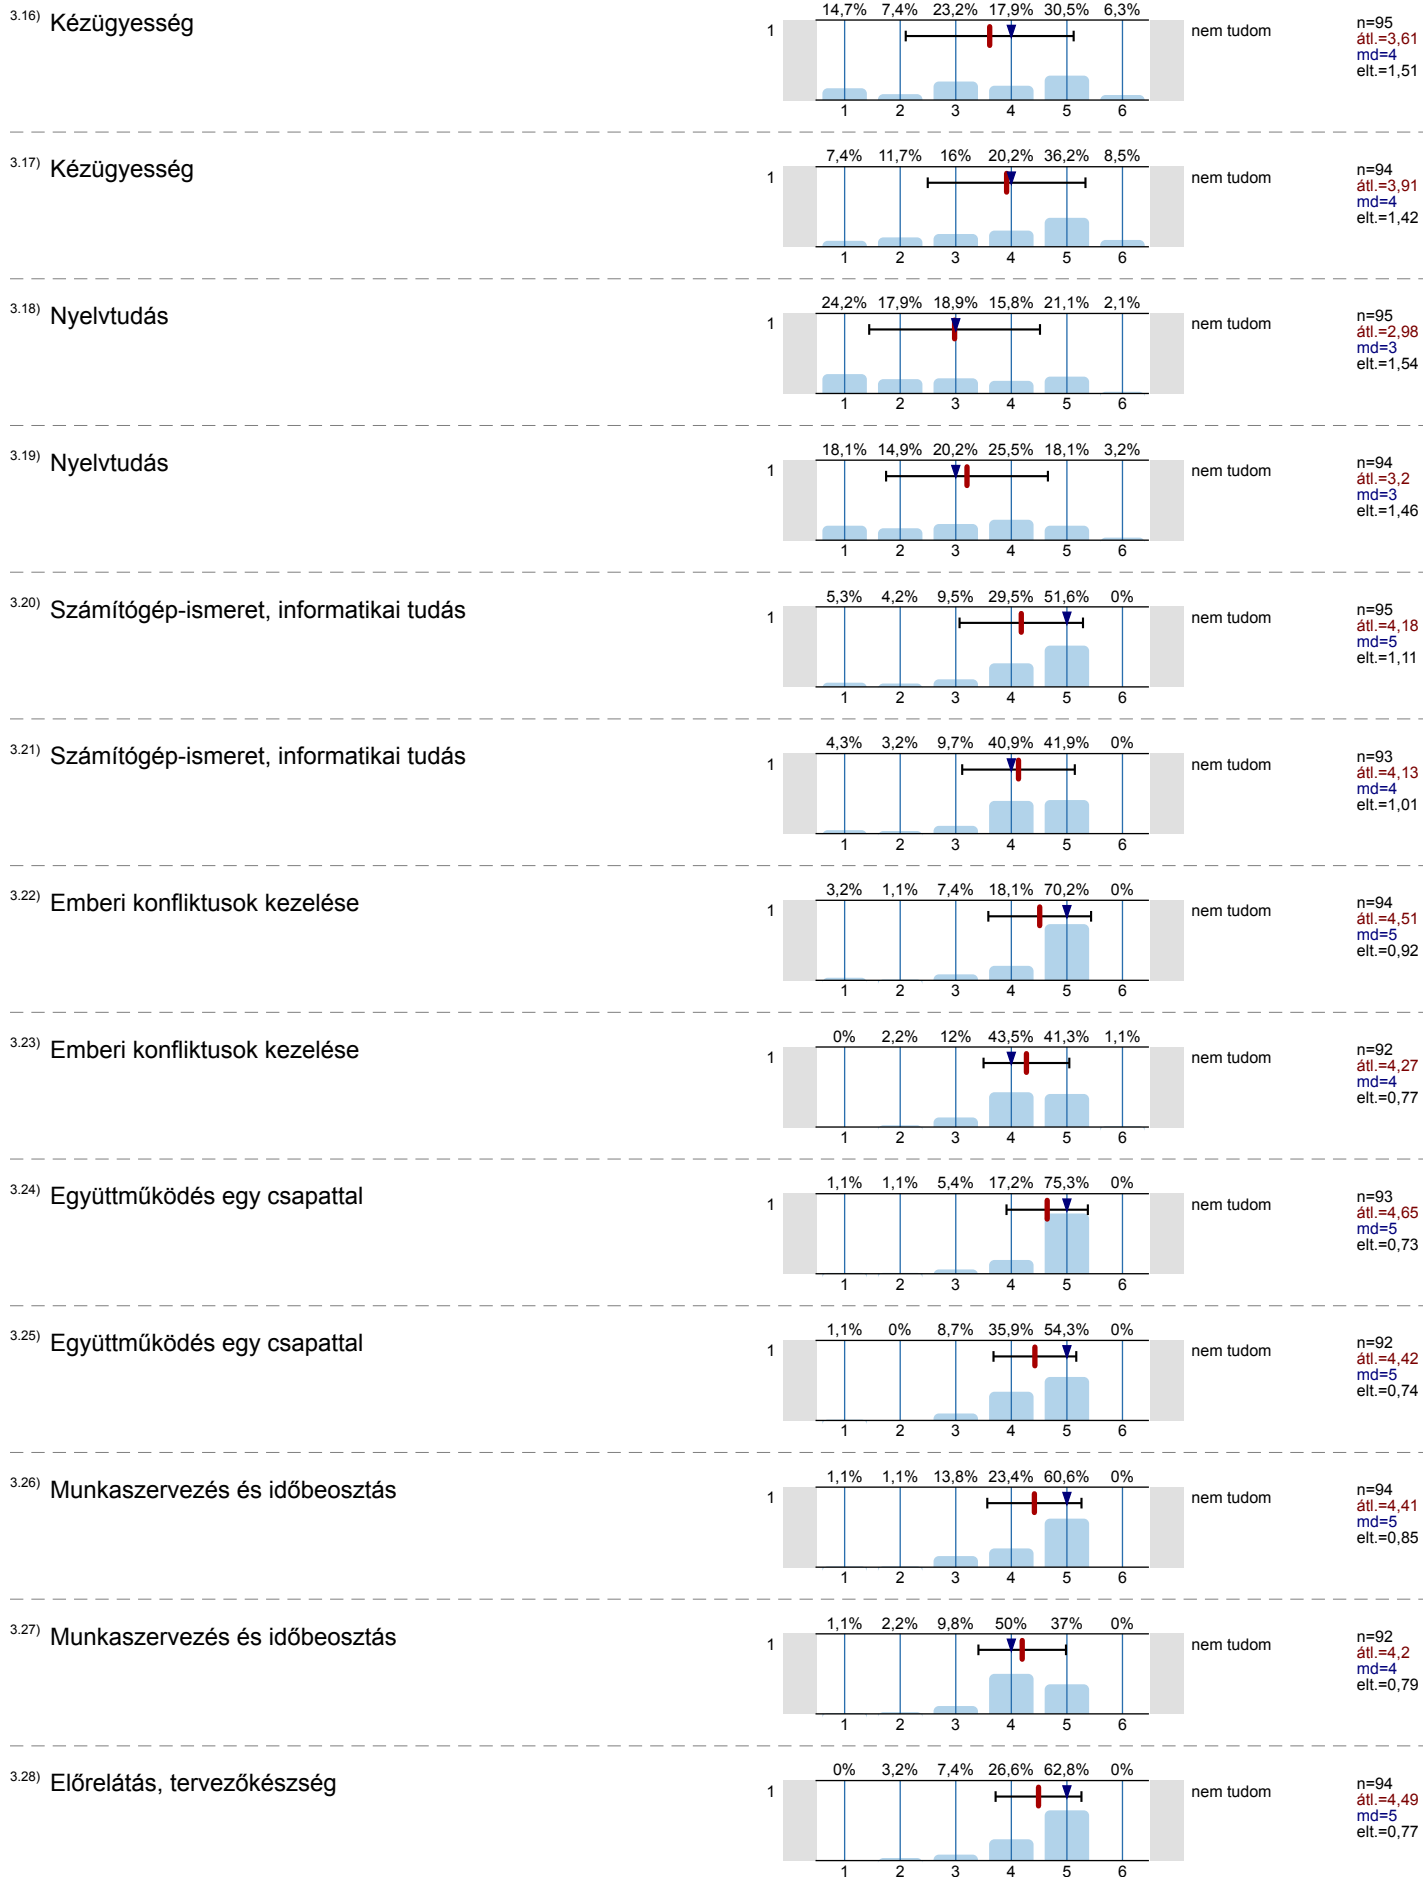 3.16) Kézügyesség
14,7% 7,4% 23,2% 17,9% 30,5% 6,3%
1 nem tudom
n=95
átl.=3,61
md=4
elt.=1,51
1 2 3 4 5 6
3.17) Kézügyesség
7,4% 11,7% 16% 20,2% 36,2% 8,5%
1 nem tudom
n=94
átl.=3,91
md=4
elt.=1,42
1 2 3 4 5 6
3.18) Nyelvtudás
24,2% 17,9% 18,9% 15,8% 21,1% 2,1%
1 nem tudom
n=95
átl.=2,98
md=3
elt.=1,54
1 2 3 4 5 6
3.19) Nyelvtudás
18,1% 14,9% 20,2% 25,5% 18,1% 3,2%
1 nem tudom
n=94
átl.=3,2
md=3
elt.=1,46
1 2 3 4 5 6
3.20) Számítógép-ismeret, informatikai tudás
5,3% 4,2% 9,5% 29,5% 51,6% 0%
1 nem tudom
n=95
átl.=4,18
md=5
elt.=1,11
1 2 3 4 5 6
3.21) Számítógép-ismeret, informatikai tudás
4,3% 3,2% 9,7% 40,9% 41,9% 0%
1 nem tudom
n=93
átl.=4,13
md=4
elt.=1,01
1 2 3 4 5 6
3.22) Emberi konfliktusok kezelése
3,2% 1,1% 7,4% 18,1% 70,2% 0%
1 nem tudom
n=94
átl.=4,51
md=5
elt.=0,92
1 2 3 4 5 6
3.23) Emberi konfliktusok kezelése
0% 2,2% 12% 43,5% 41,3% 1,1%
1 nem tudom
n=92
átl.=4,27
md=4
elt.=0,77
1 2 3 4 5 6
3.24) Együttműködés egy csapattal
1,1% 1,1% 5,4% 17,2% 75,3% 0%
1 nem tudom
n=93
átl.=4,65
md=5
elt.=0,73
1 2 3 4 5 6
3.25) Együttműködés egy csapattal
1,1% 0% 8,7% 35,9% 54,3% 0%
1 nem tudom
n=92
átl.=4,42
md=5
elt.=0,74
1 2 3 4 5 6
3.26) Munkaszervezés és időbeosztás
1,1% 1,1% 13,8% 23,4% 60,6% 0%
1 nem tudom
n=94
átl.=4,41
md=5
elt.=0,85
1 2 3 4 5 6
3.27) Munkaszervezés és időbeosztás
1,1% 2,2% 9,8% 50% 37% 0%
1 nem tudom
n=92
átl.=4,2
md=4
elt.=0,79
1 2 3 4 5 6
3.28) Előrelátás, tervezőkészség
0% 3,2% 7,4% 26,6% 62,8% 0%
1 nem tudom
n=94
átl.=4,49
md=5
elt.=0,77
1 2 3 4 5 6